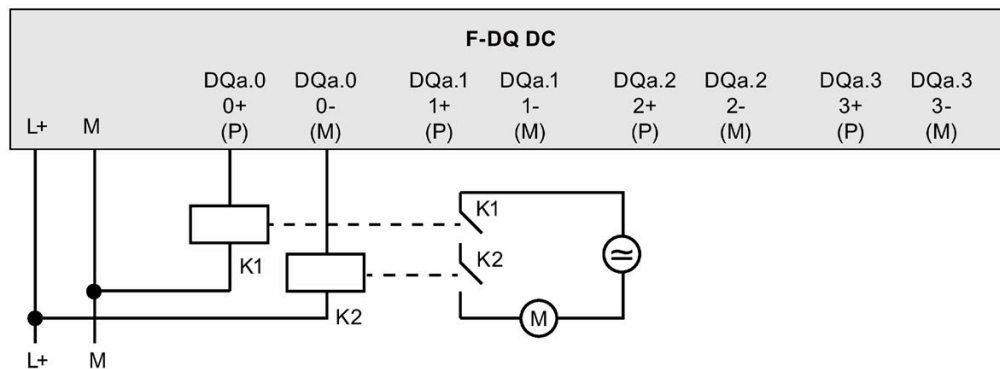 F-DQ DC
DQa.0 DQa.0 DQa.1 DQa.1 DQa.2 DQa.2 DQa.3 DQa.3
0+ 0- 1+ 1- 2+ 2- 3+ 3-
L+ M (P) (M) (P) (M) (P) (M) (P) (M)
K1
K1 K2
K2 M
L+ M